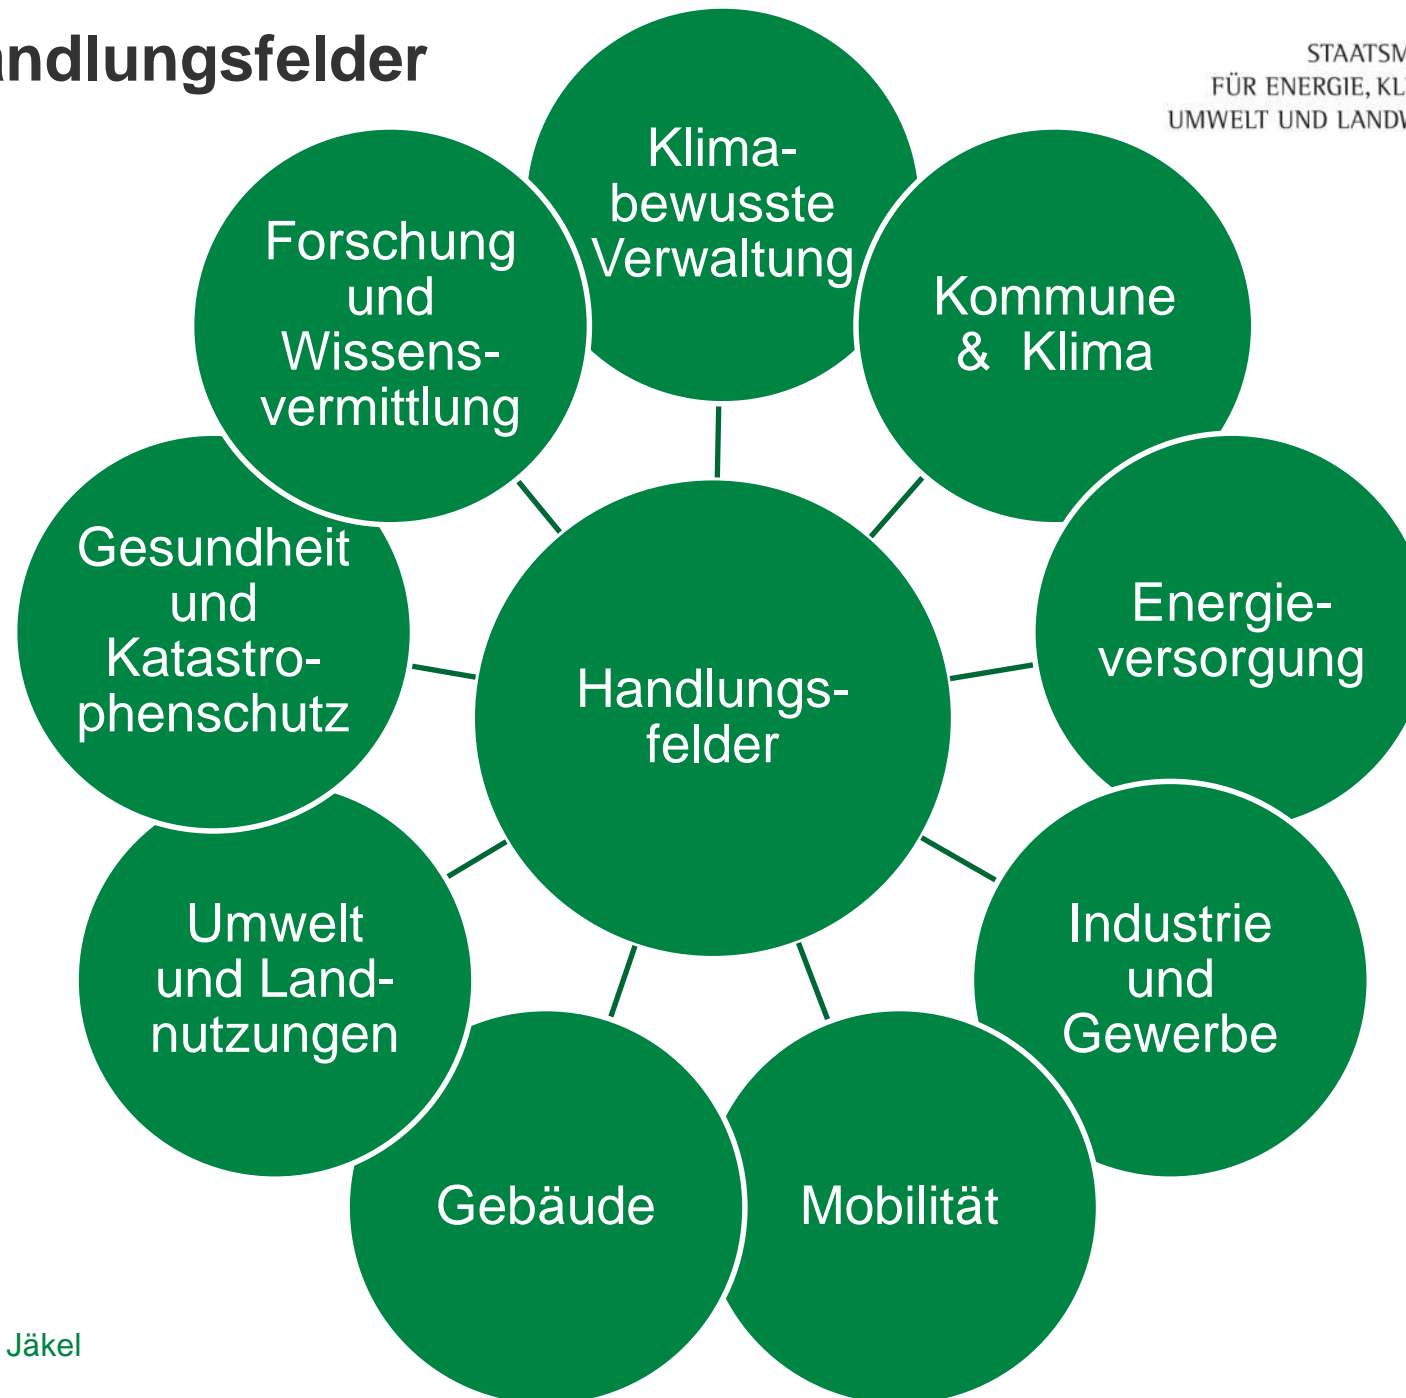 andlungsfelder
STAATSM
FÜR ENERGIE, KL
UMWELT UND LANDW
Klima-
bewusste
Verwaltung
Kommune
& Klima
Energie-
versorgung
Industrie
und
Gewerbe
Mobilität
Gebäude
Umwelt
und Land-
nutzungen
Gesundheit
und
Katastro-
phenschutz
Forschung
und
Wissens-
vermittlung
Handlungs-
felder
Jäkel